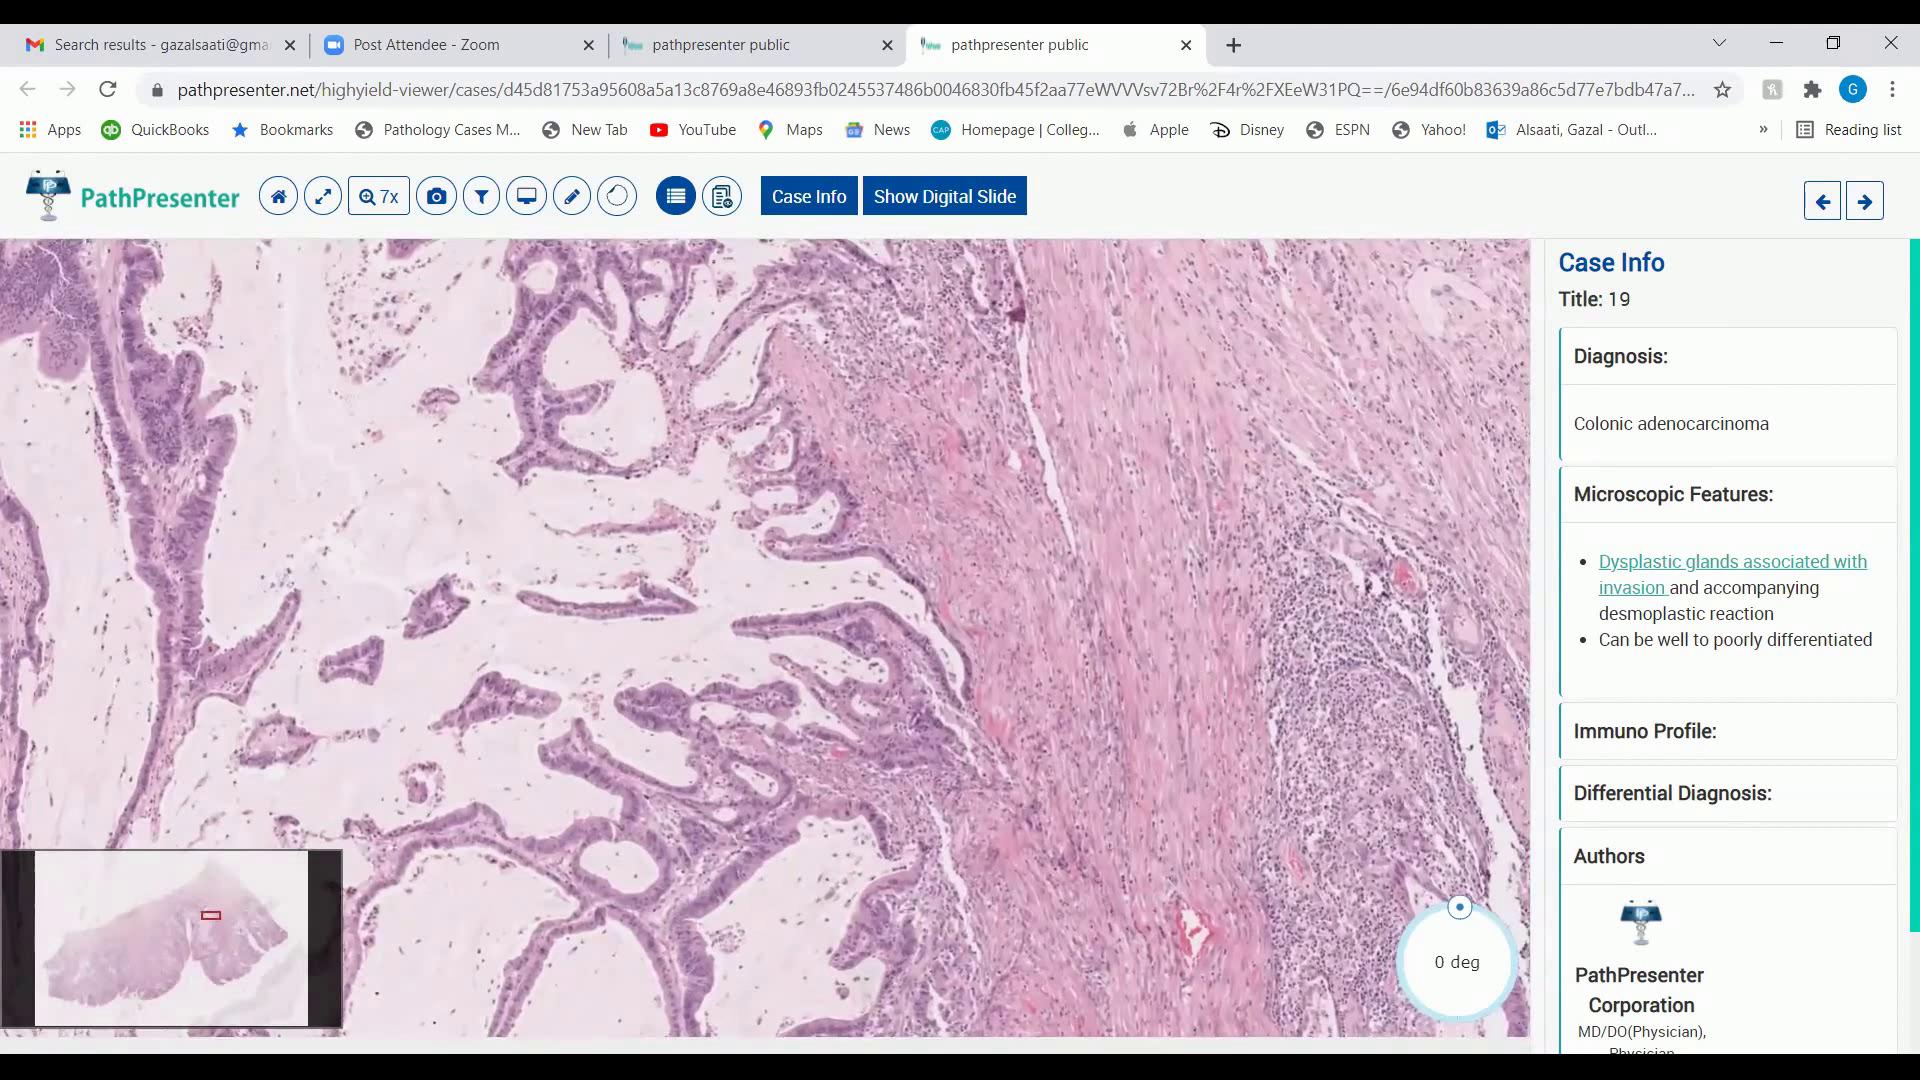 Search results - gazalsaati@gma
Post Attendee - Zoom
pathpresenter public
pathpresenter public
pathpresenter.net/highyield-viewer/cases/d45d81753a95608a5a13c8769a8e46893fb0245537486b0046830fb45f2aa77eWVVVsv72Br%2F4r%2FXEeW31PQ==/6e94df60b83639a86c5d77e7bdb47a7...
G
Apps
QuickBooks
Bookmarks
Pathology Cases M...
New Tab
YouTube
Maps
News
CAP Homepage | Colleg...
Apple
Disney
ESPN
Yahoo!
Alsaati, Gazal - Outl...
»
Reading list
PathPresenter
7x
Case Info
Show Digital Slide
Case Info
Title: 19
Diagnosis:
Colonic adenocarcinoma
Microscopic Features:
• Dysplastic glands associated with
invasion and accompanying
desmoplastic reaction
• Can be well to poorly differentiated
Immuno Profile:
Differential Diagnosis:
Authors
PathPresenter
Corporation
MD/DO(Physician),
Physician
0 deg